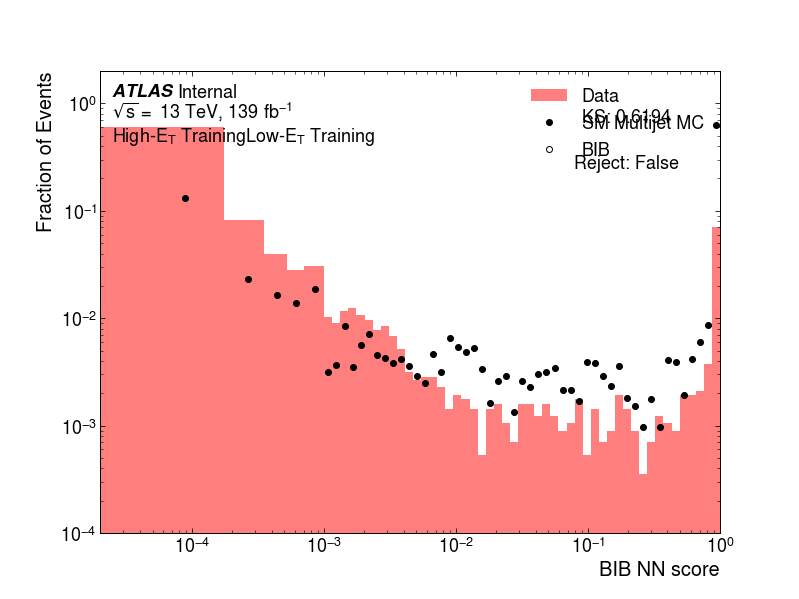 ATLAS Internal
√s = 13 TeV, 139 fb⁻¹
High-E_T TrainingLow-E_T Training
Data
KS: 0.6194
SM Multijet MC
BIB
Reject: False
Fraction of Events
10⁰
10⁻¹
10⁻²
10⁻³
10⁻⁴
10⁻⁴ 10⁻³ 10⁻² 10⁻¹ 10⁰
BIB NN score